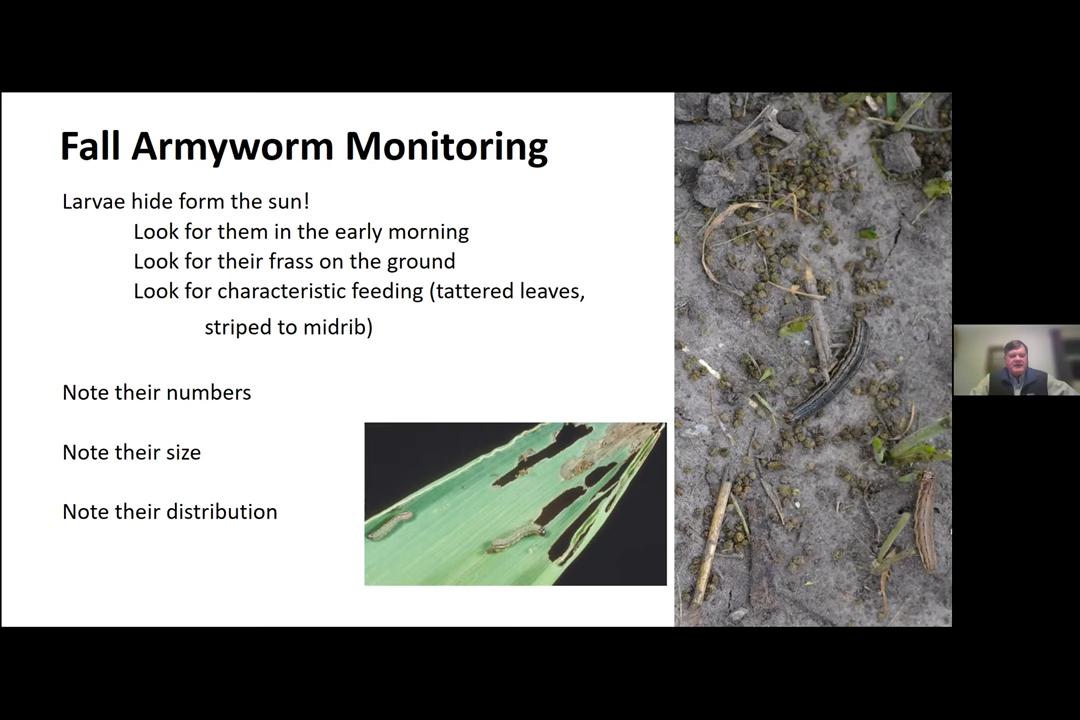 Fall Armyworm Monitoring
Larvae hide form the sun!
Look for them in the early morning
Look for their frass on the ground
Look for characteristic feeding (tattered leaves,
striped to midrib)
Note their numbers
Note their size
Note their distribution